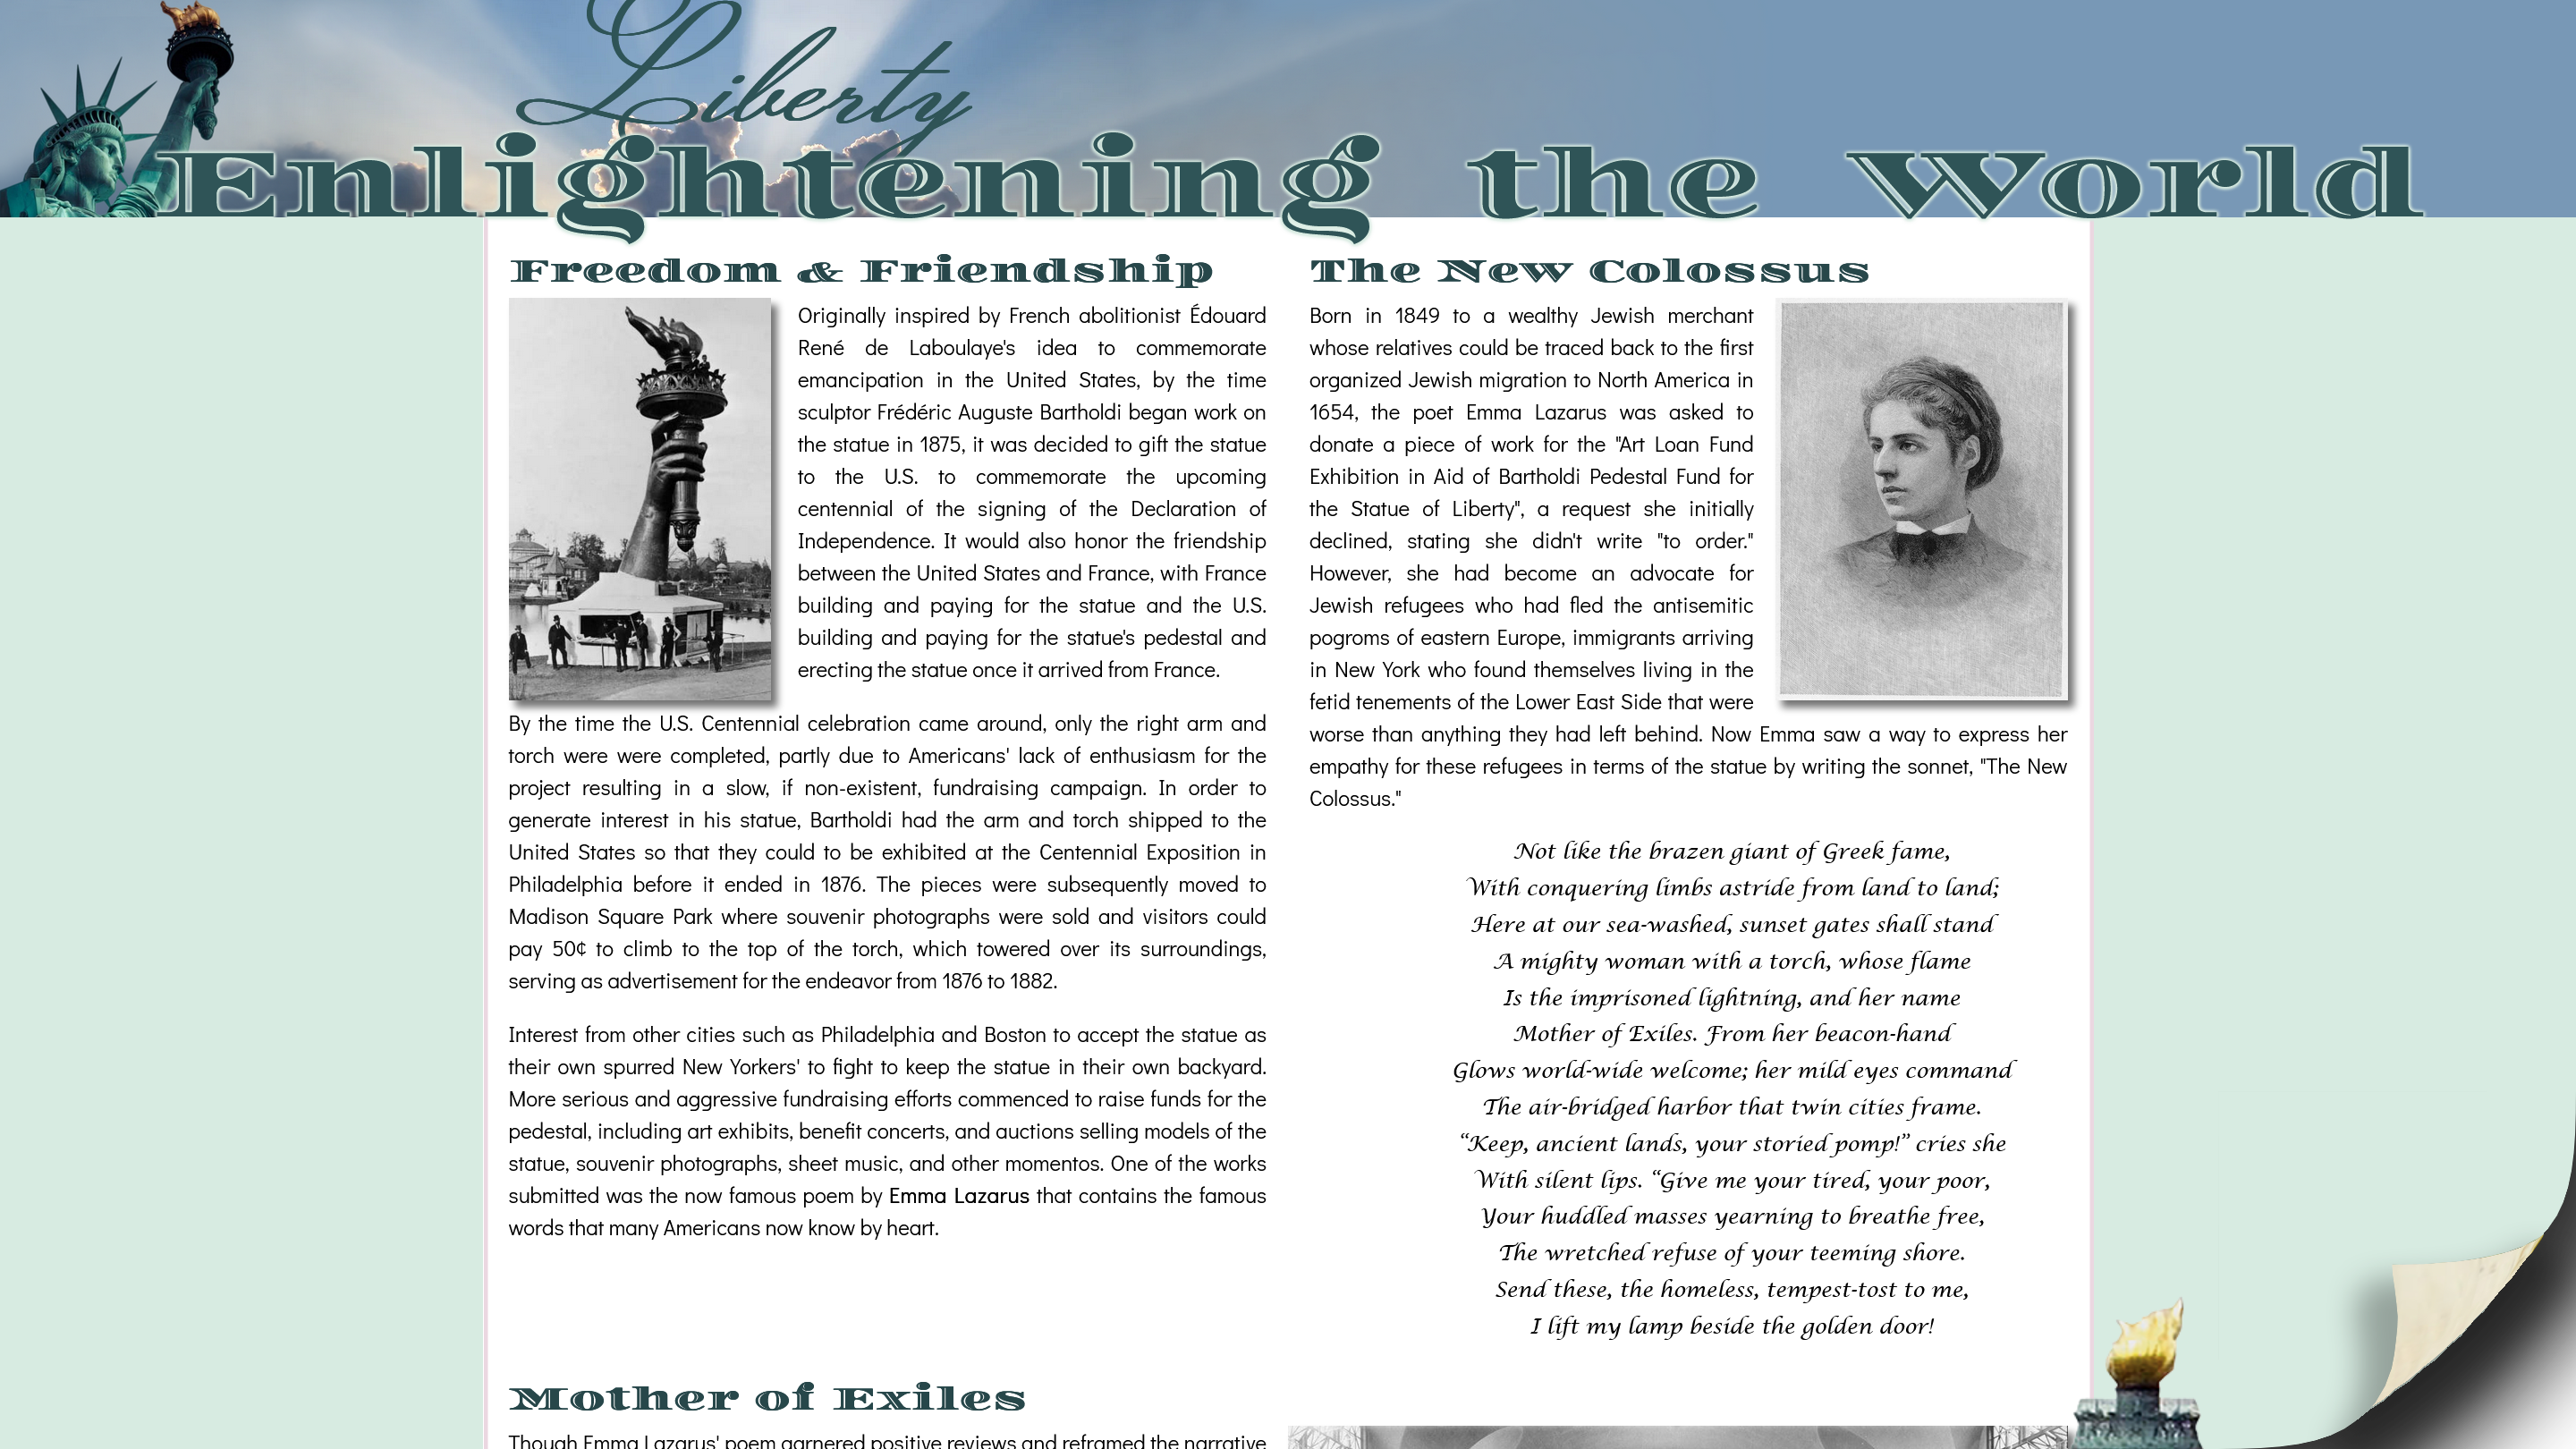 Liberty
Enlightening the World
Freedom & Friendship
Originally inspired by French abolitionist Édouard
René de Laboulaye's idea to commemorate
emancipation in the United States, by the time
sculptor Frédéric Auguste Bartholdi began work on
the statue in 1875, it was decided to gift the statue
to the U.S. to commemorate the upcoming
centennial of the signing of the Declaration of
Independence. It would also honor the friendship
between the United States and France, with France
building and paying for the statue and the U.S.
building and paying for the statue's pedestal and
erecting the statue once it arrived from France.
By the time the U.S. Centennial celebration came around, only the right arm and
torch were were completed, partly due to Americans' lack of enthusiasm for the
project resulting in a slow, if non-existent, fundraising campaign. In order to
generate interest in his statue, Bartholdi had the arm and torch shipped to the
United States so that they could to be exhibited at the Centennial Exposition in
Philadelphia before it ended in 1876. The pieces were subsequently moved to
Madison Square Park where souvenir photographs were sold and visitors could
pay 50¢ to climb to the top of the torch, which towered over its surroundings,
serving as advertisement for the endeavor from 1876 to 1882.
Interest from other cities such as Philadelphia and Boston to accept the statue as
their own spurred New Yorkers' to fight to keep the statue in their own backyard.
More serious and aggressive fundraising efforts commenced to raise funds for the
pedestal, including art exhibits, benefit concerts, and auctions selling models of the
statue, souvenir photographs, sheet music, and other momentos. One of the works
submitted was the now famous poem by Emma Lazarus that contains the famous
words that many Americans now know by heart.
The New Colossus
Born in 1849 to a wealthy Jewish merchant
whose relatives could be traced back to the first
organized Jewish migration to North America in
1654, the poet Emma Lazarus was asked to
donate a piece of work for the "Art Loan Fund
Exhibition in Aid of Bartholdi Pedestal Fund for
the Statue of Liberty", a request she initially
declined, stating she didn't write "to order."
However, she had become an advocate for
Jewish refugees who had fled the antisemitic
pogroms of eastern Europe, immigrants arriving
in New York who found themselves living in the
fetid tenements of the Lower East Side that were
worse than anything they had left behind. Now Emma saw a way to express her
empathy for these refugees in terms of the statue by writing the sonnet, "The New
Colossus."
Not like the brazen giant of Greek fame,
With conquering limbs astride from land to land;
Here at our sea-washed, sunset gates shall stand
A mighty woman with a torch, whose flame
Is the imprisoned lightning, and her name
Mother of Exiles. From her beacon-hand
Glows world-wide welcome; her mild eyes command
The air-bridged harbor that twin cities frame.
“Keep, ancient lands, your storied pomp!” cries she
With silent lips. “Give me your tired, your poor,
Your huddled masses yearning to breathe free,
The wretched refuse of your teeming shore.
Send these, the homeless, tempest-tost to me,
I lift my lamp beside the golden door!
Mother of Exiles
Though Emma Lazarus' poem garnered positive reviews and reframed the narrative